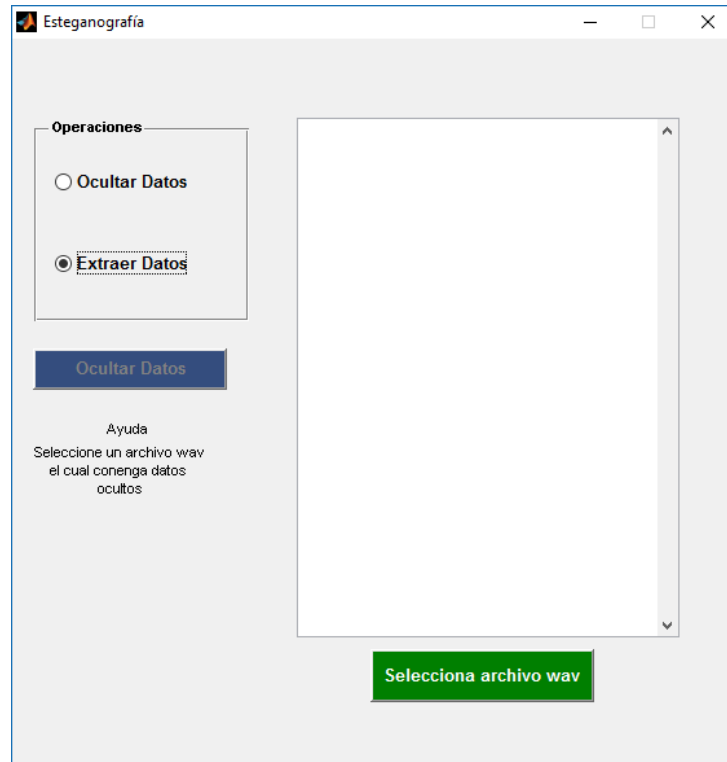 Esteganografía
Operaciones
Ocultar Datos
Extraer Datos
Ocultar Datos
Ayuda
Seleccione un archivo wav
el cual conenga datos
ocultos
Selecciona archivo wav